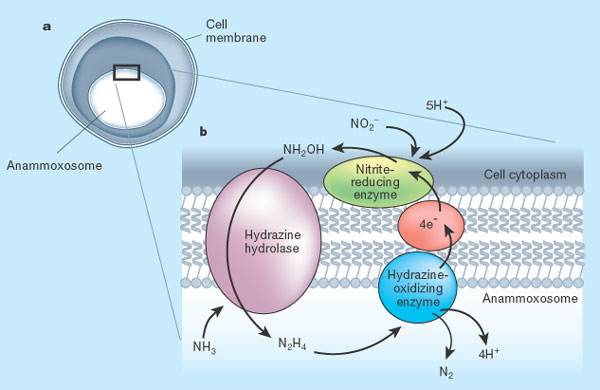 a
Cell
membrane
Anammoxosome
b
5H⁺
NO₂⁻
NH₂OH
Nitrite-
reducing
enzyme
Cell cytoplasm
4e⁻
Hydrazine
hydrolase
Hydrazine-
oxidizing
enzyme
Anammoxosome
NH₃
N₂H₄
4H⁺
N₂